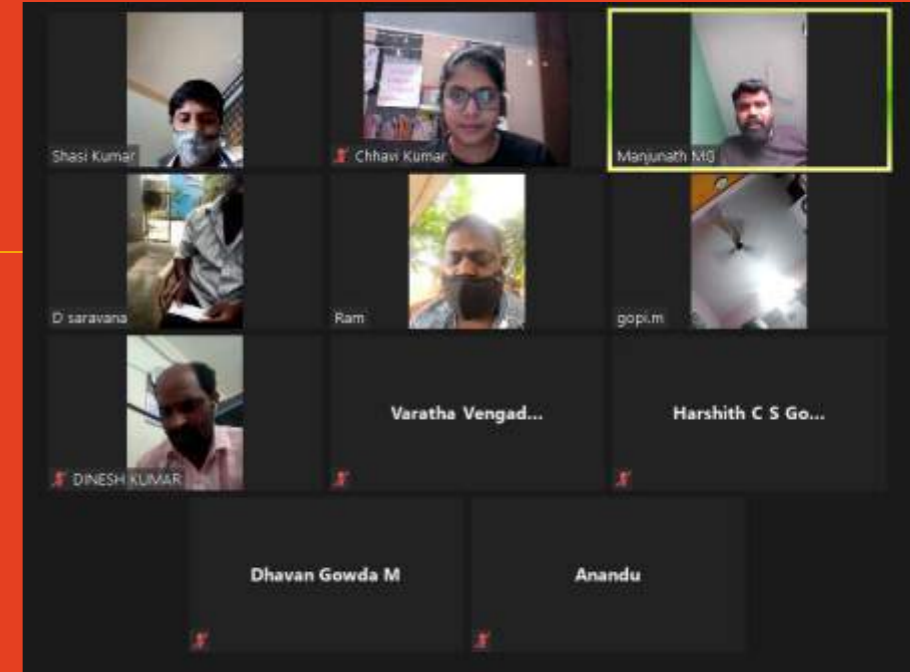 Shasi Kumar
Chhavi Kumar
Manjunath MG
D saravana
Ram
gopi.m
DINESH KUMAR
Varatha Vengad...
Harshith C S Go...
Dhavan Gowda M
Anandu